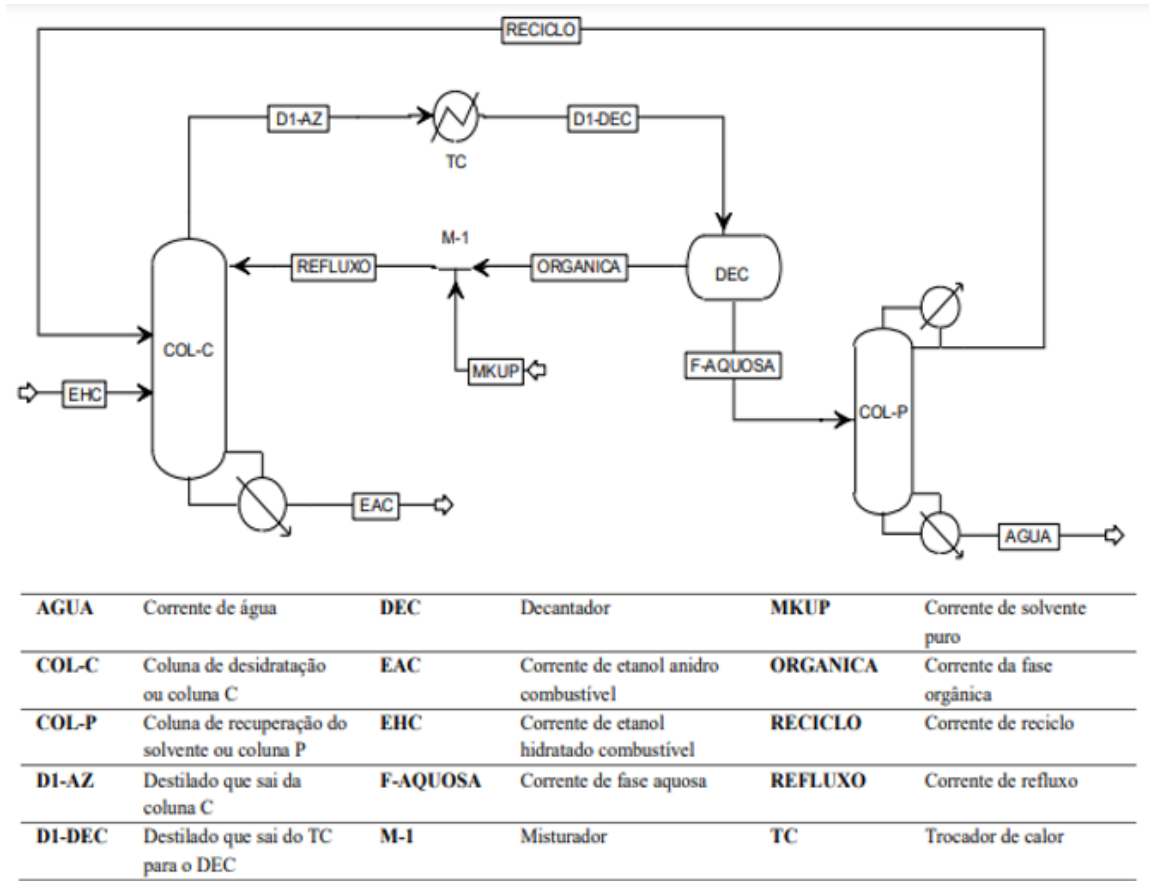 RECICLO
D1-AZ
D1-DEC
TC
M-1
REFLUXO
ORGANICA
DEC
COL-C
MKUP
F-AQUOSA
EHC
COL-P
EAC
AGUA
AGUA Corrente de água DEC Decantador MKUP Corrente de solvente
puro
COL-C Coluna de desidratação EAC Corrente de etanol anidro ORGANICA Corrente da fase
ou coluna C combustível orgânica
COL-P Coluna de recuperação do EHC Corrente de etanol RECICLO Corrente de reciclo
solvente ou coluna P hidratado combustível
D1-AZ Destilado que sai da F-AQUOSA Corrente de fase aquosa REFLUXO Corrente de refluxo
coluna C
D1-DEC Destilado que sai do TC M-1 Misturador TC Trocador de calor
para o DEC